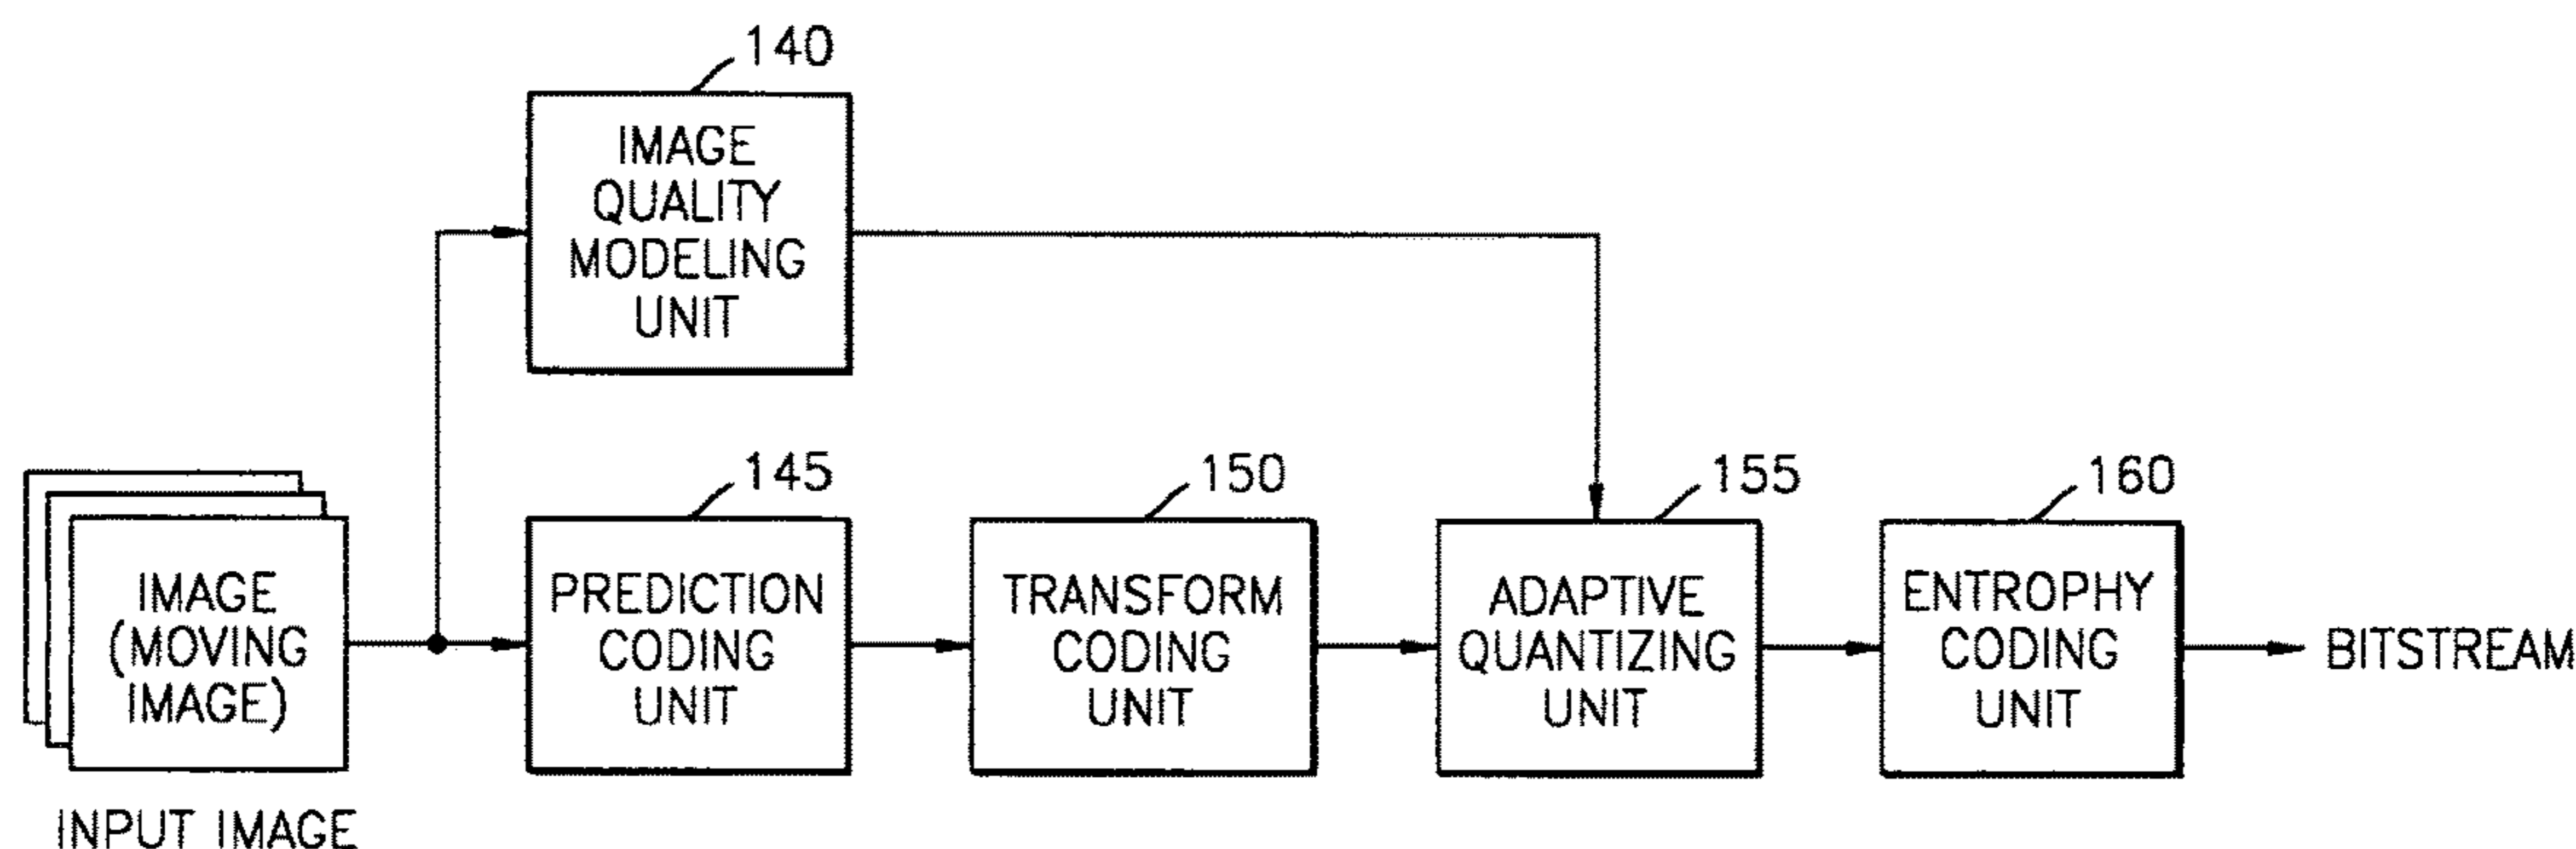 140
IMAGE
QUALITY
MODELING
UNIT
145
150
155
160
IMAGE
(MOVING
IMAGE)
PREDICTION
CODING
UNIT
TRANSFORM
CODING
UNIT
ADAPTIVE
QUANTIZING
UNIT
ENTROPHY
CODING
UNIT
BITSTREAM
INPUT IMAGE